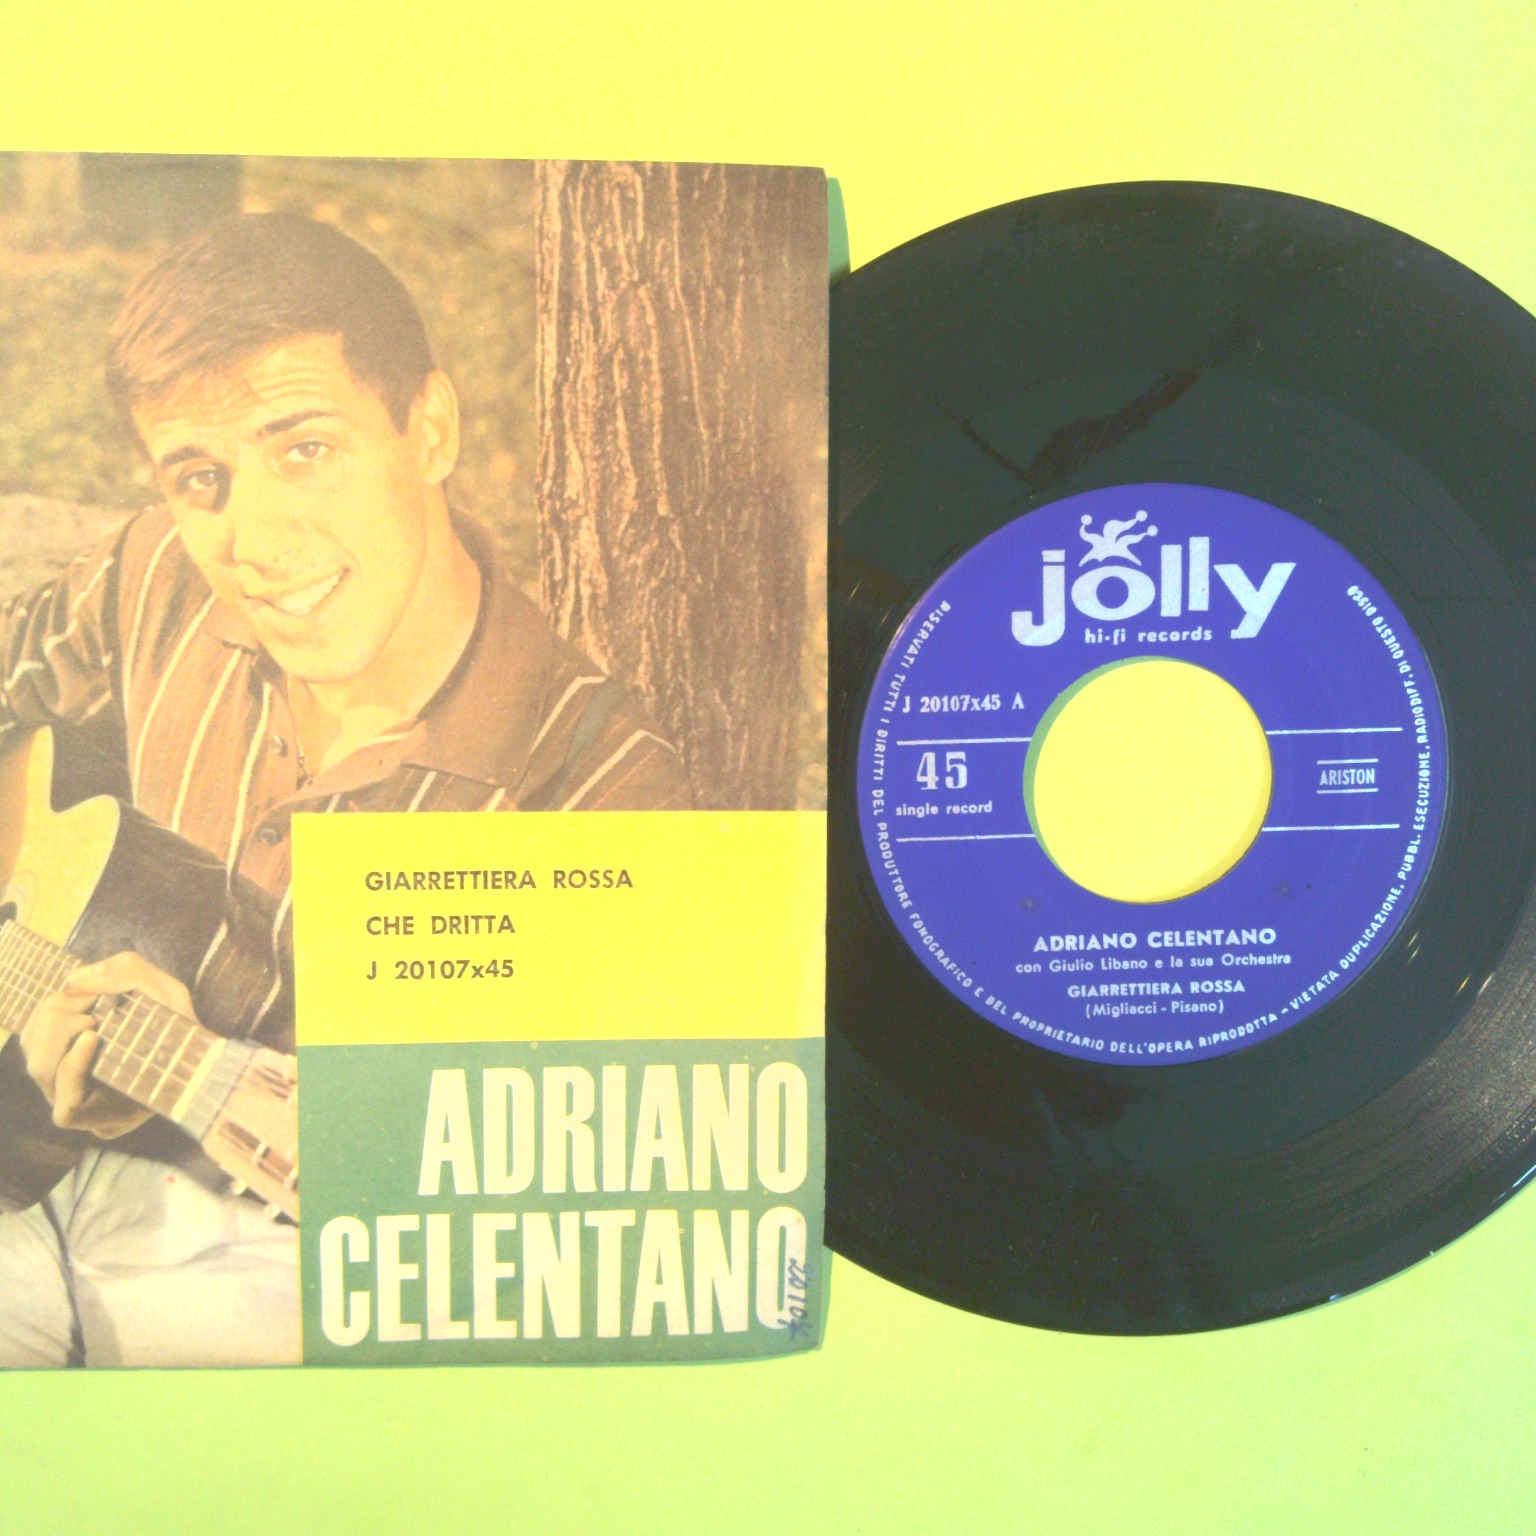 GIARRETTIERA ROSSA
CHE DRITTA
J 20107x45
ADRIANO
CELENTANO
20107
jolly
hi-fi records
J 20107x45 A
45
single record
ARISTON
ADRIANO CELENTANO
con Giulio Libano e la sua Orchestra
GIARRETTIERA ROSSA
(Migliacci - Pisano)
RISERVATI TUTTI I DIRITTI DEL PRODUTTORE FONOGRAFICO E DEL PROPRIETARIO DELL'OPERA RIPRODOTTA - VIETATA DUPLICAZIONE, PUBBL. ESECUZIONE, RADIODIFF. DI QUESTO DISCO